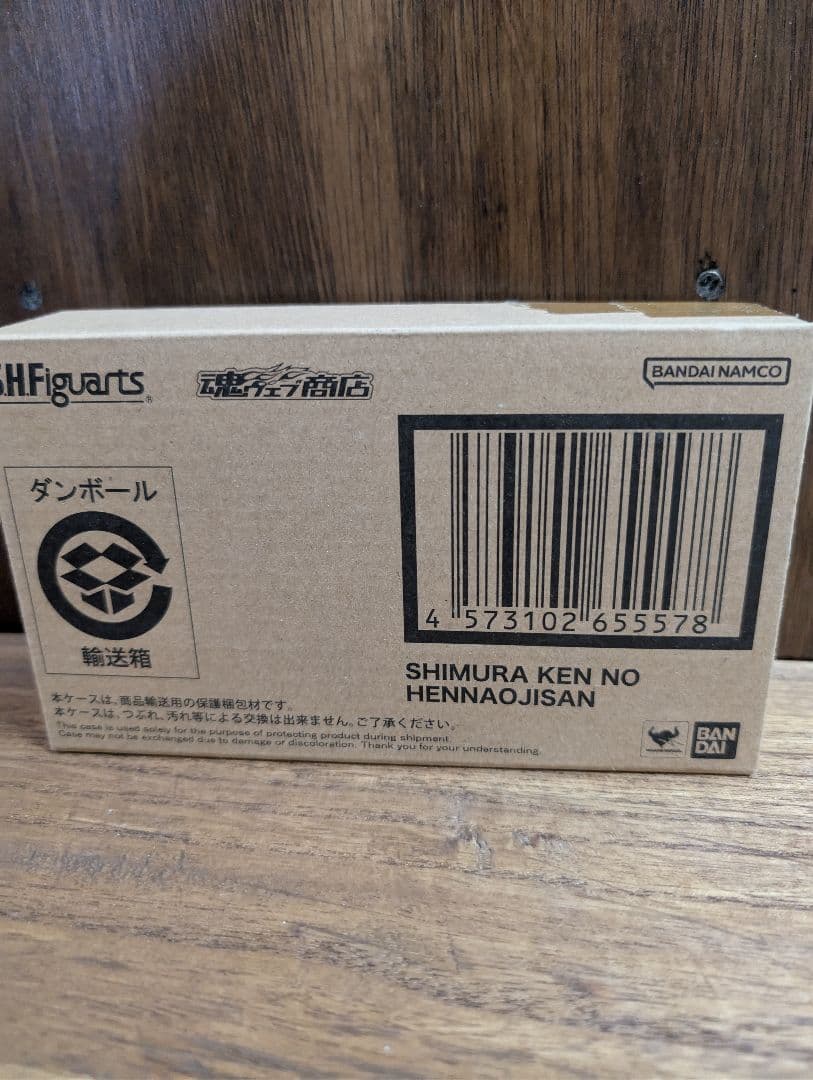 S.H.Figuarts®
魂ウェブ商店
BANDAI NAMCO
ダンボール
輸送箱
4 573102 655578
SHIMURA KEN NO
HENNAOJISAN
本ケースは、商品輸送用の保護梱包材です。
本ケースは、つぶれ、汚れ等による交換は出来ません。ご了承ください。
This case is used solely for the purpose of protecting product during shipment.
Case may not be exchanged due to damage of discoloration. Thank you for your understanding.
BAN
DAI